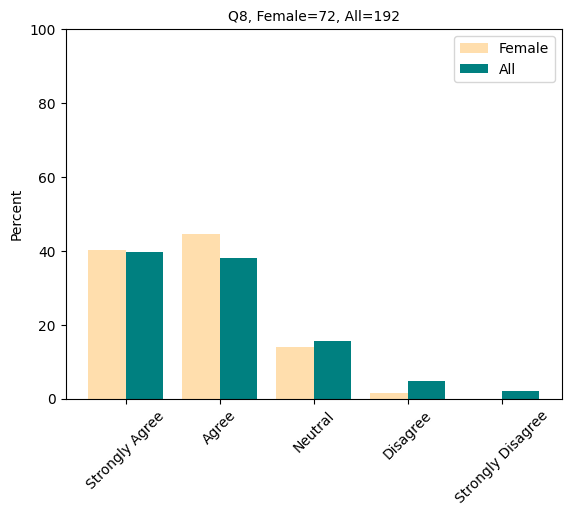 Q8, Female=72, All=192
Female
All
Percent
100
80
60
40
20
0
Strongly Agree
Agree
Neutral
Disagree
Strongly Disagree